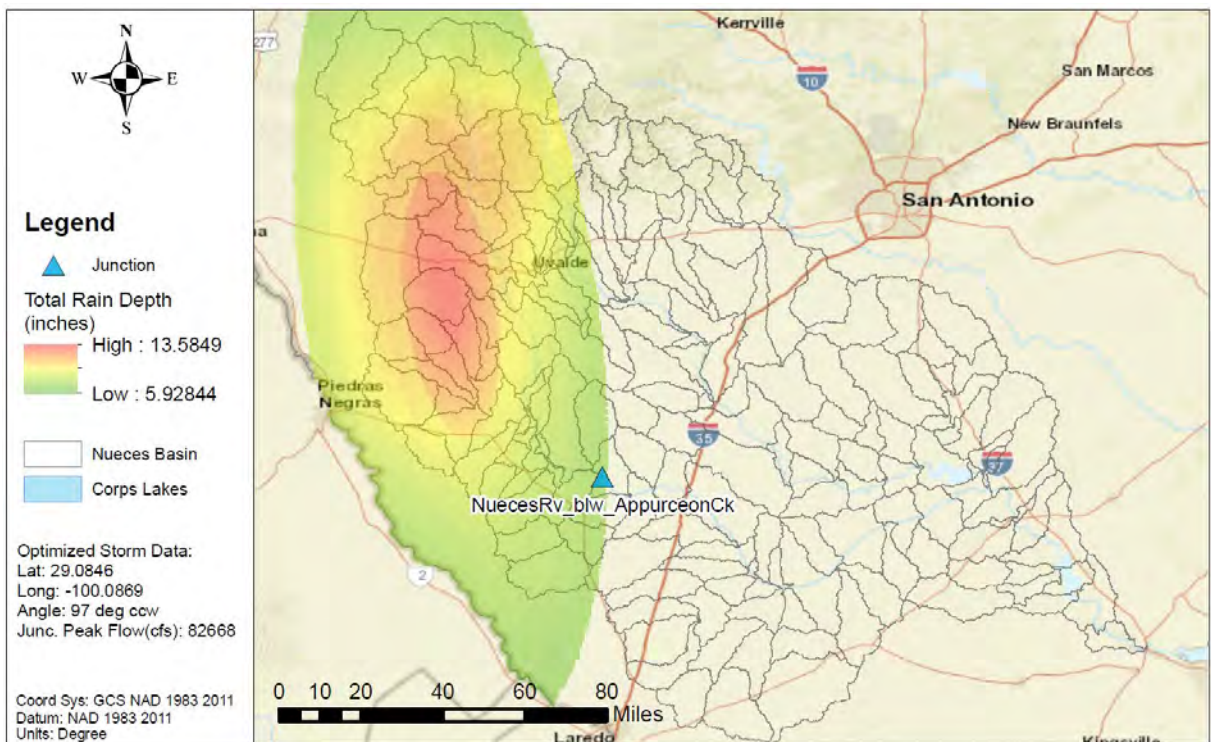 N
W
E
S
Legend
Junction
Total Rain Depth
(inches)
High : 13.5849
Low : 5.92844
Nueces Basin
Corps Lakes
Optimized Storm Data:
Lat: 29.0846
Long: -100.0869
Angle: 97 deg ccw
Junc. Peak Flow(cfs): 82668
Coord Sys: GCS NAD 1983 2011
Datum: NAD 1983 2011
Units: Degree
277
Kerrville
10
San Marcos
New Braunfels
San Antonio
na
Uvalde
Piedras
Negras
35
37
NuecesRv_blw_AppurceonCk
2
0 10 20 40 60 80
Miles
Laredo
Kingsville